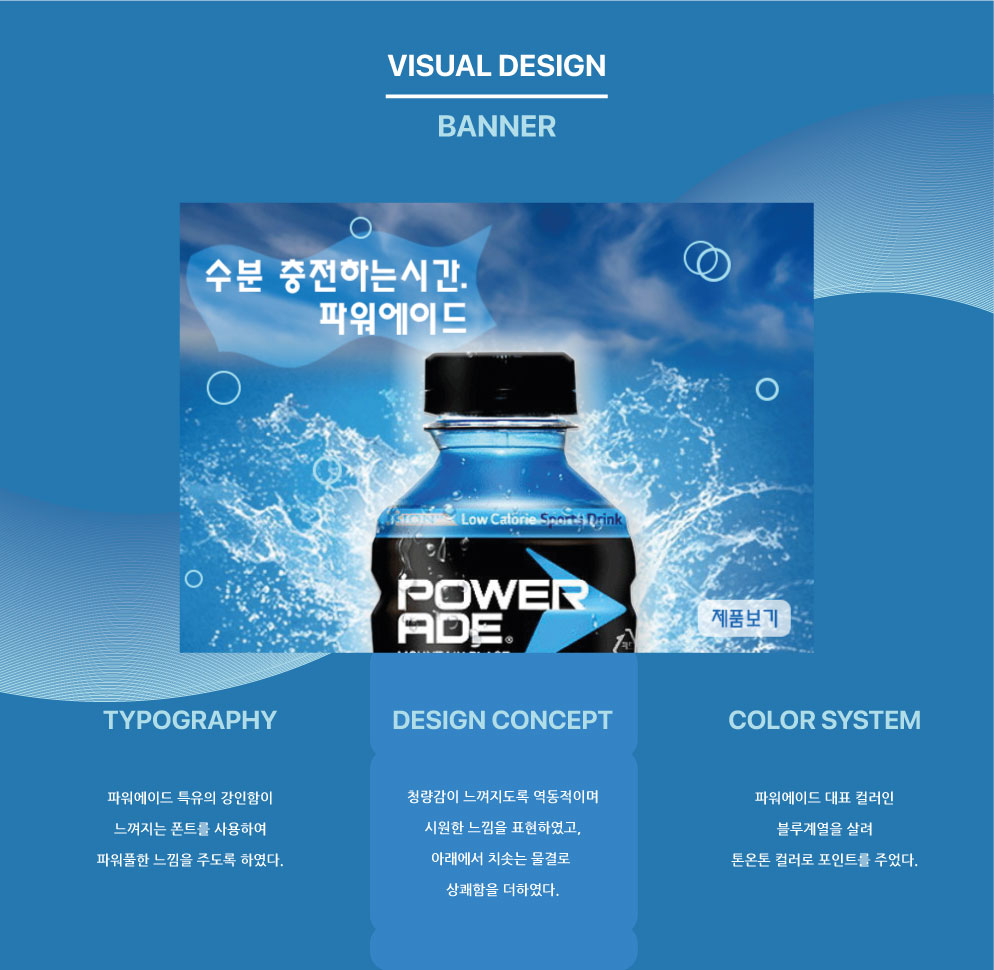 VISUAL DESIGN
BANNER
수분 충전하는시간.
파워에이드
Low Calorie Sports Drink
POWER
ADE®
제품보기
TYPOGRAPHY
파워에이드 특유의 강인함이
느껴지는 폰트를 사용하여
파워풀한 느낌을 주도록 하였다.
DESIGN CONCEPT
청량감이 느껴지도록 역동적이며
시원한 느낌을 표현하였고,
아래에서 치솟는 물결로
상쾌함을 더하였다.
COLOR SYSTEM
파워에이드 대표 컬러인
블루계열을 살려
톤온톤 컬러로 포인트를 주었다.